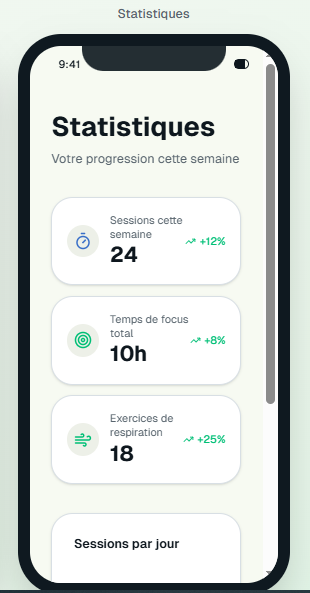 Statistiques
9:41
Statistiques
Votre progression cette semaine
Sessions cette
semaine
24
+12%
Temps de focus
total
10h
+8%
Exercices de
respiration
18
+25%
Sessions par jour